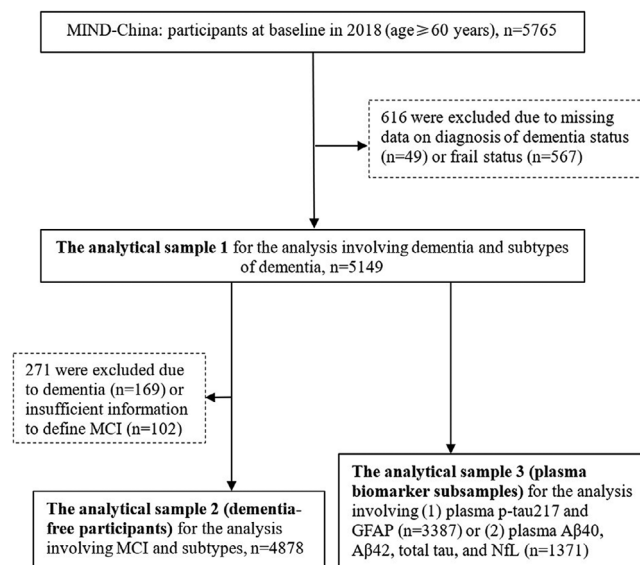 MIND-China: participants at baseline in 2018 (age⩾60 years), n=5765
616 were excluded due to missing
data on diagnosis of dementia status
(n=49) or frail status (n=567)
The analytical sample 1 for the analysis involving dementia and subtypes
of dementia, n=5149
271 were excluded due
to dementia (n=169) or
insufficient information
to define MCI (n=102)
The analytical sample 2 (dementia-
free participants) for the analysis
involving MCI and subtypes, n=4878
The analytical sample 3 (plasma
biomarker subsamples) for the analysis
involving (1) plasma p-tau217 and
GFAP (n=3387) or (2) plasma Aβ40,
Aβ42, total tau, and NfL (n=1371)